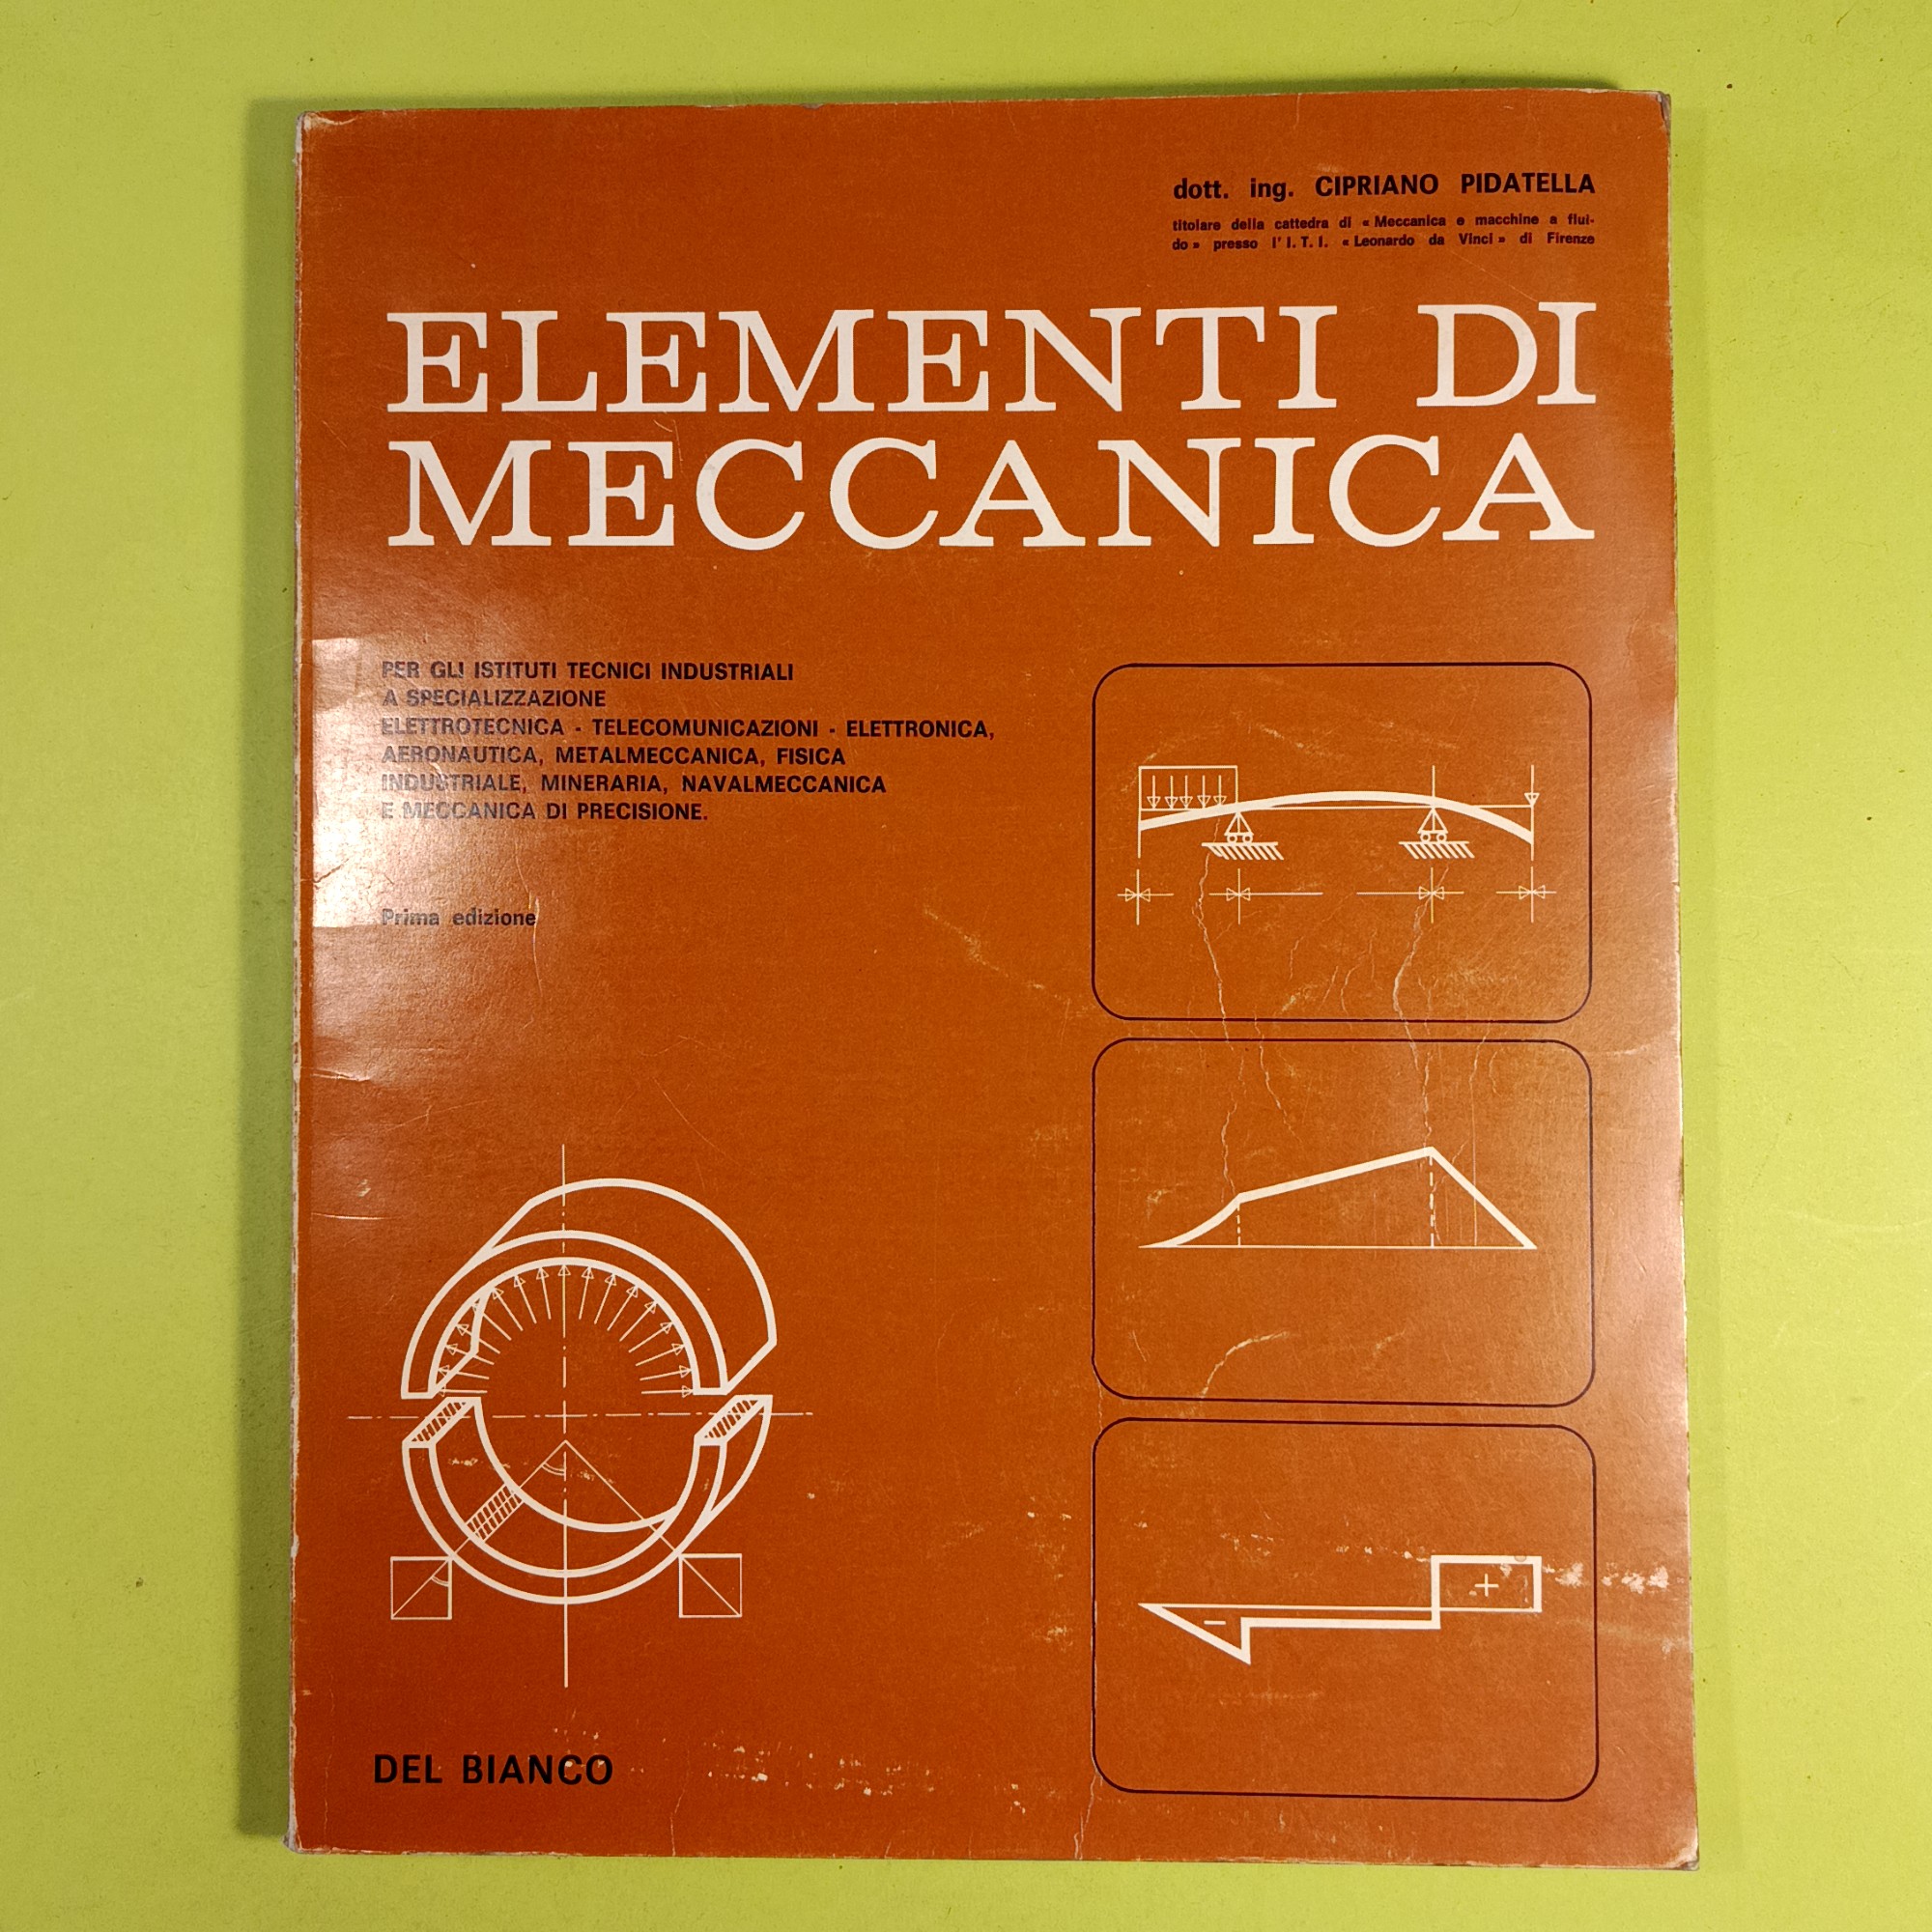 dott. ing. CIPRIANO PIDATELLA
titolare della cattedra di « Meccanica e macchine a flui-
do » presso l' I. T. I. « Leonardo da Vinci » di Firenze
ELEMENTI DI
MECCANICA
PER GLI ISTITUTI TECNICI INDUSTRIALI
A SPECIALIZZAZIONE
ELETTROTECNICA - TELECOMUNICAZIONI - ELETTRONICA,
AERONAUTICA, METALMECCANICA, FISICA
INDUSTRIALE, MINERARIA, NAVALMECCANICA
E MECCANICA DI PRECISIONE.
Prima edizione
+
−
DEL BIANCO